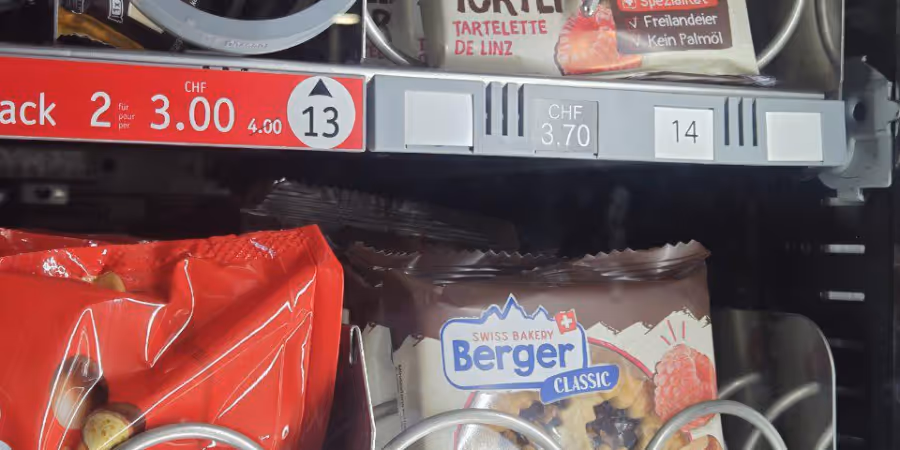 TARTELETTE
DE LINZ
Spezialität
√ Freilandeier
√ Kein Palmöl
ack 2 für pour per CHF 3.00 4.00 13
CHF
3.70
14
SWISS BAKERY
Berger
CLASSIC